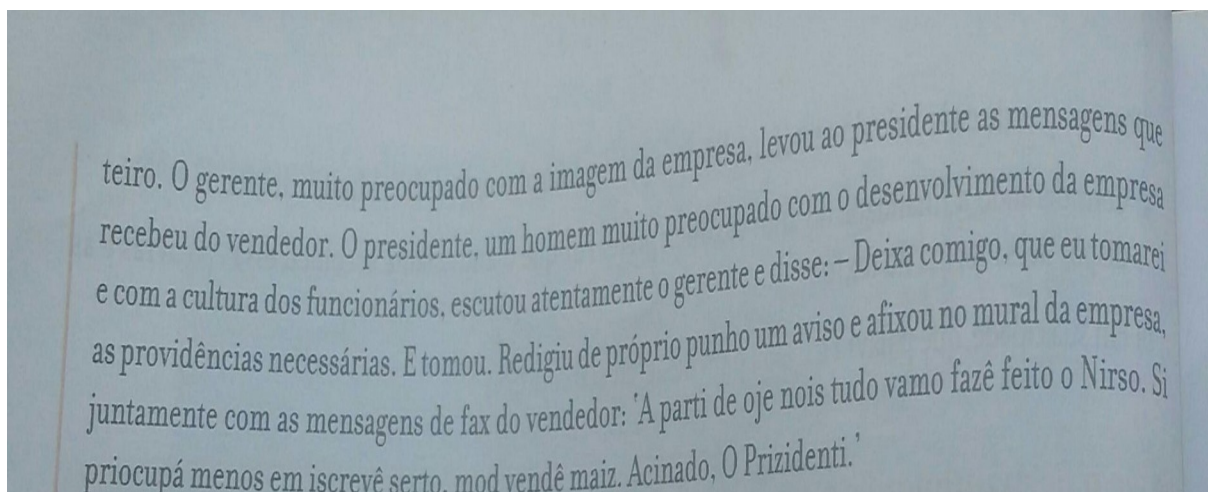 teiro. O gerente, muito preocupado com a imagem da empresa, levou ao presidente as mensagens que
recebeu do vendedor. O presidente, um homem muito preocupado com o desenvolvimento da empresa
e com a cultura dos funcionários, escutou atentamente o gerente e disse: – Deixa comigo, que eu tomarei
as providências necessárias. E tomou. Redigiu de próprio punho um aviso e afixou no mural da empresa,
juntamente com as mensagens de fax do vendedor: 'A parti de oje nois tudo vamo fazê feito o Nirso. Si
priocupá menos em iscrevê serto, mod vendê maiz. Acinado, O Prizidenti.'